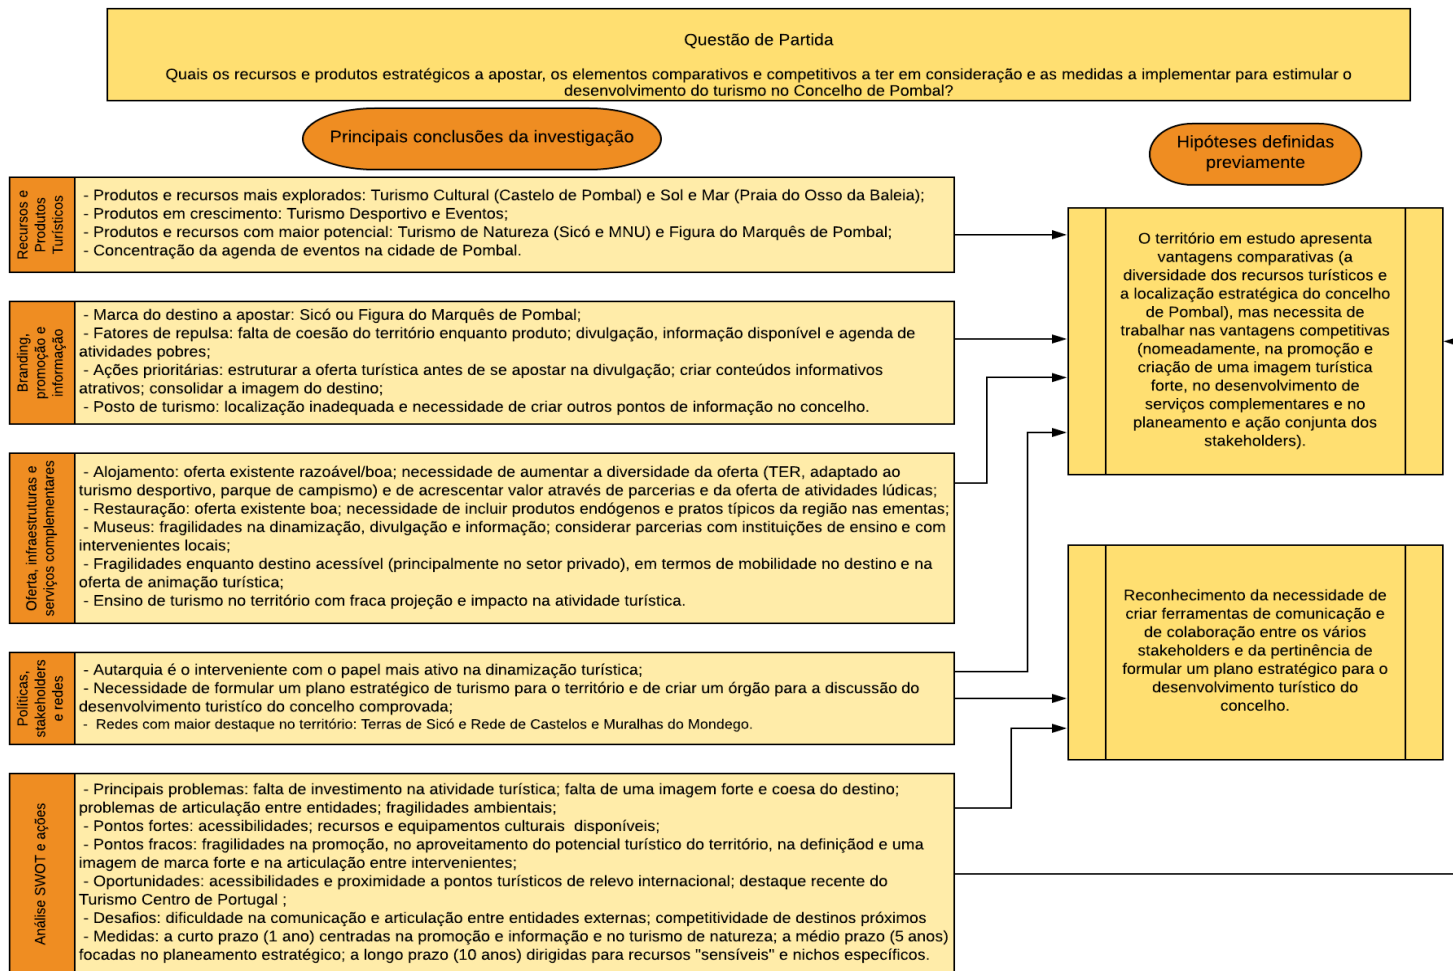 Questão de Partida
Quais os recursos e produtos estratégicos a apostar, os elementos comparativos e competitivos a ter em consideração e as medidas a implementar para estimular o
desenvolvimento do turismo no Concelho de Pombal?
Principais conclusões da investigação
Hipóteses definidas
previamente
Recursos e
Produtos
Turísticos
- Produtos e recursos mais explorados: Turismo Cultural (Castelo de Pombal) e Sol e Mar (Praia do Osso da Baleia);
- Produtos em crescimento: Turismo Desportivo e Eventos;
- Produtos e recursos com maior potencial: Turismo de Natureza (Sicó e MNU) e Figura do Marquês de Pombal;
- Concentração da agenda de eventos na cidade de Pombal.
Branding,
promoção e
informação
- Marca do destino a apostar: Sicó ou Figura do Marquês de Pombal;
- Fatores de repulsa: falta de coesão do território enquanto produto; divulgação, informação disponível e agenda de
atividades pobres;
- Ações prioritárias: estruturar a oferta turística antes de se apostar na divulgação; criar conteúdos informativos
atrativos; consolidar a imagem do destino;
- Posto de turismo: localização inadequada e necessidade de criar outros pontos de informação no concelho.
Oferta, infraestruturas e
serviços complementares
- Alojamento: oferta existente razoável/boa; necessidade de aumentar a diversidade da oferta (TER, adaptado ao
turismo desportivo, parque de campismo) e de acrescentar valor através de parcerias e da oferta de atividades lúdicas;
- Restauração: oferta existente boa; necessidade de incluir produtos endógenos e pratos típicos da região nas ementas;
- Museus: fragilidades na dinamização, divulgação e informação; considerar parcerias com instituições de ensino e com
intervenientes locais;
- Fragilidades enquanto destino acessível (principalmente no setor privado), em termos de mobilidade no destino e na
oferta de animação turística;
- Ensino de turismo no território com fraca projeção e impacto na atividade turística.
Políticas,
stakeholders
e redes
- Autarquia é o interveniente com o papel mais ativo na dinamização turística;
- Necessidade de formular um plano estratégico de turismo para o território e de criar um órgão para a discussão do
desenvolvimento turistíco do concelho comprovada;
- Redes com maior destaque no território: Terras de Sicó e Rede de Castelos e Muralhas do Mondego.
Análise SWOT e ações
- Principais problemas: falta de investimento na atividade turística; falta de uma imagem forte e coesa do destino;
problemas de articulação entre entidades; fragilidades ambientais;
- Pontos fortes: acessibilidades; recursos e equipamentos culturais  disponíveis;
- Pontos fracos: fragilidades na promoção, no aproveitamento do potencial turístico do território, na definiçãod e uma
imagem de marca forte e na articulação entre intervenientes;
- Oportunidades: acessibilidades e proximidade a pontos turísticos de relevo internacional; destaque recente do
Turismo Centro de Portugal ;
- Desafios: dificuldade na comunicação e articulação entre entidades externas; competitividade de destinos próximos
- Medidas: a curto prazo (1 ano) centradas na promoção e informação e no turismo de natureza; a médio prazo (5 anos)
focadas no planeamento estratégico; a longo prazo (10 anos) dirigidas para recursos "sensíveis" e nichos específicos.
O território em estudo apresenta
vantagens comparativas (a
diversidade dos recursos turísticos e
a localização estratégica do concelho
de Pombal), mas necessita de
trabalhar nas vantagens competitivas
(nomeadamente, na promoção e
criação de uma imagem turística
forte, no desenvolvimento de
serviços complementares e no
planeamento e ação conjunta dos
stakeholders).
Reconhecimento da necessidade de
criar ferramentas de comunicação e
de colaboração entre os vários
stakeholders e da pertinência de
formular um plano estratégico para o
desenvolvimento turístico do
concelho.